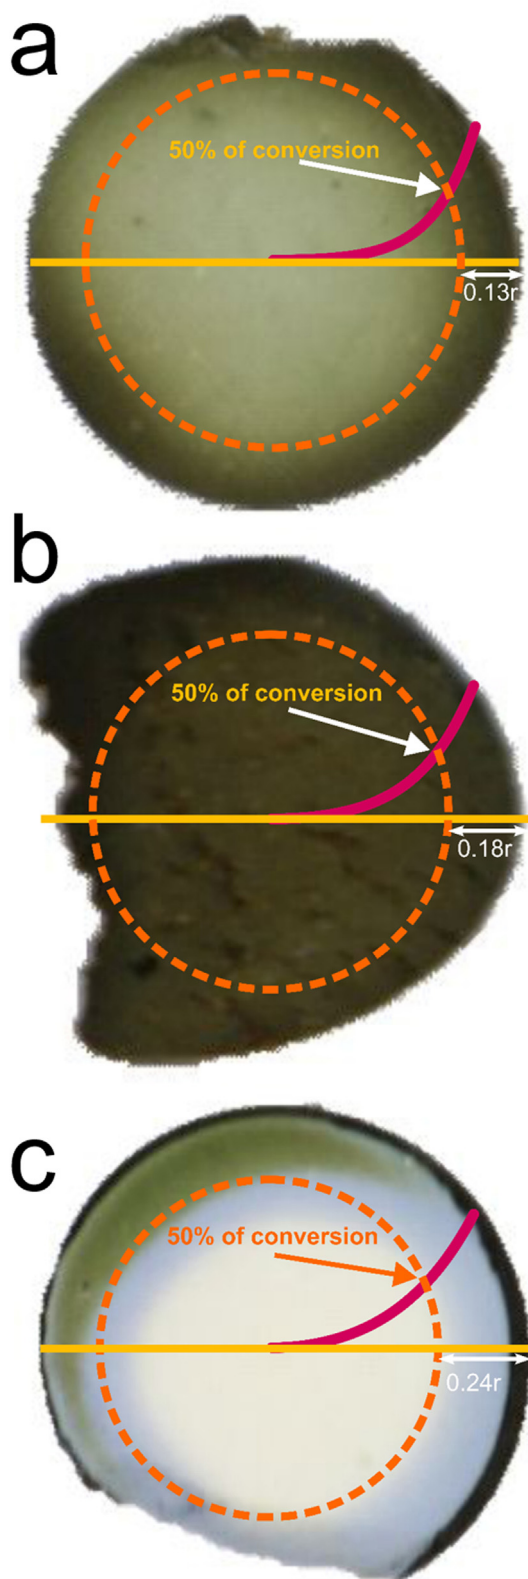 a
50% of conversion
0.13r
b
50% of conversion
0.18r
c
50% of conversion
0.24r